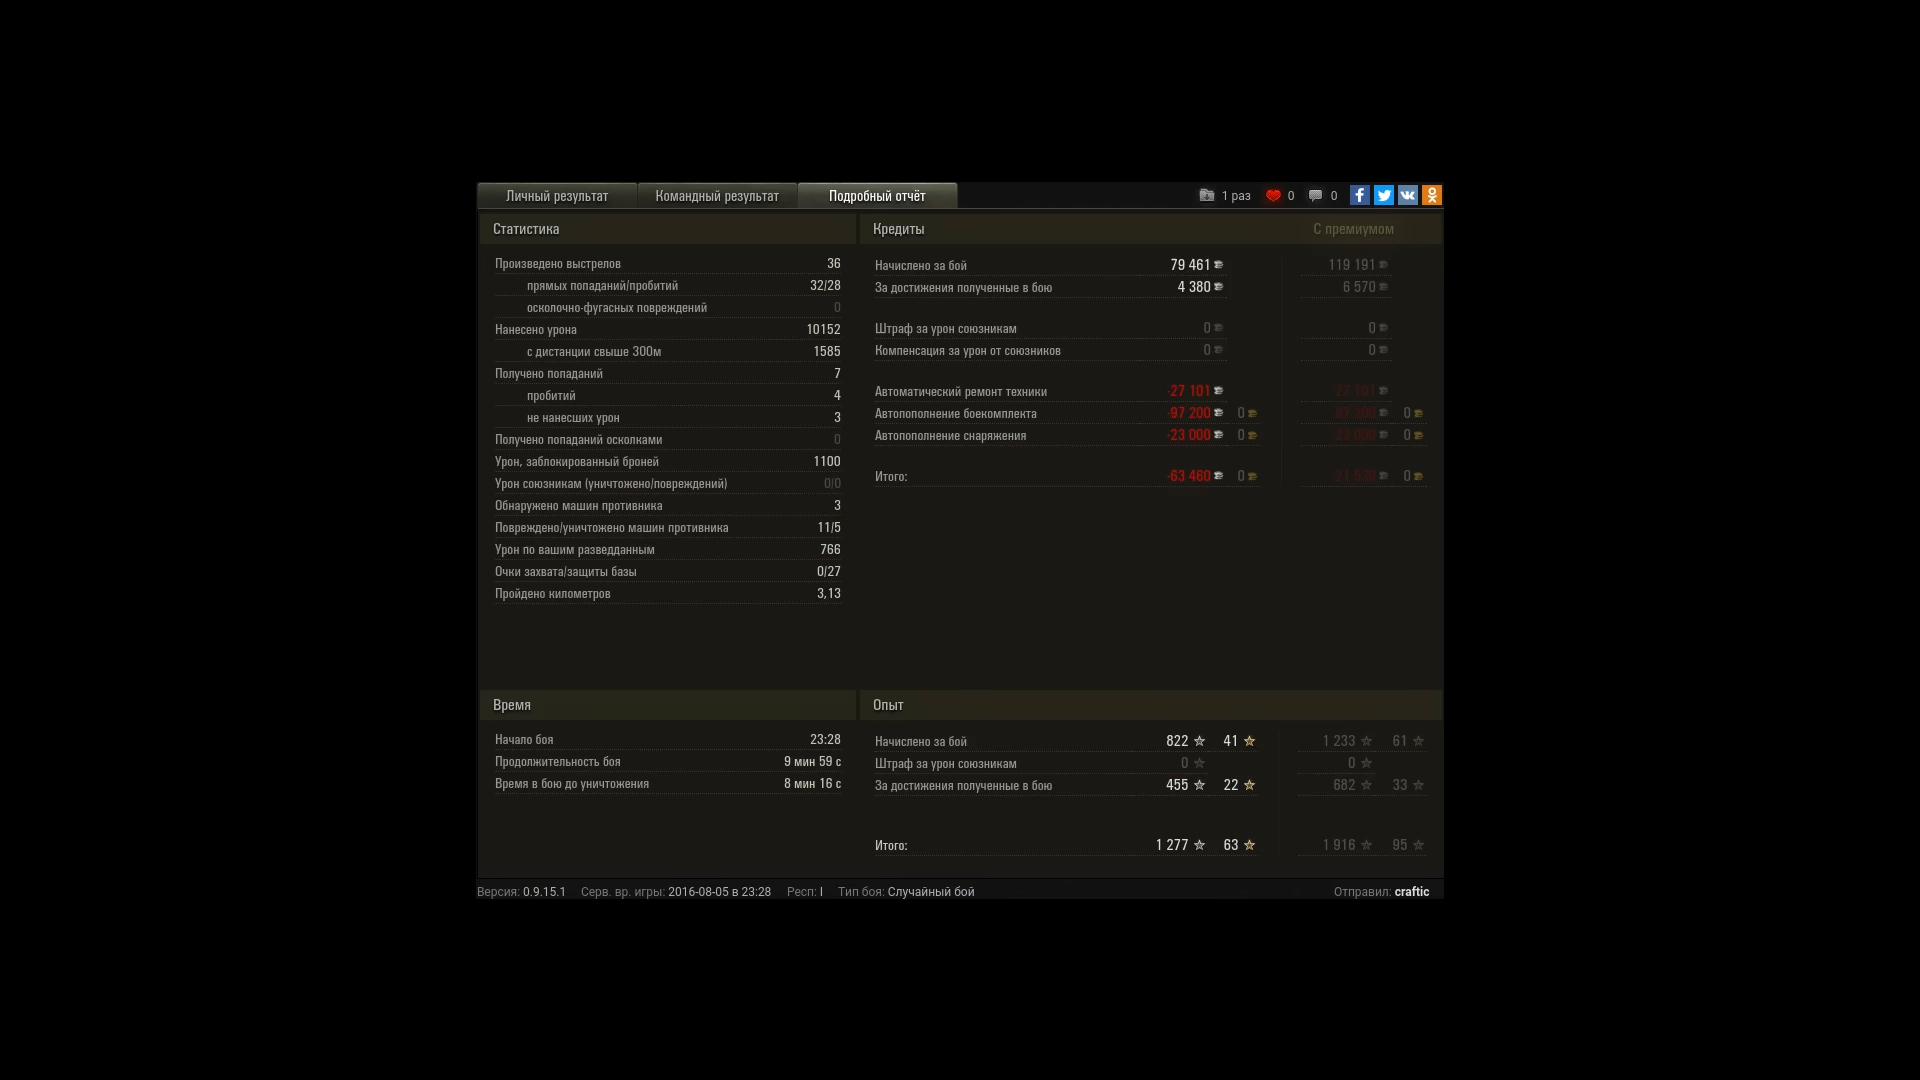 Личный результат Командный результат Подробный отчёт 1 раз 0 0
Статистика
Произведено выстрелов 36
прямых попаданий/пробитий 32/28
осколочно-фугасных повреждений 0
Нанесено урона 10152
с дистанции свыше 300м 1585
Получено попаданий 7
пробитий 4
не нанесших урон 3
Получено попаданий осколками 0
Урон, заблокированный броней 1100
Урон союзникам (уничтожено/повреждений) 0/0
Обнаружено машин противника 3
Повреждено/уничтожено машин противника 11/5
Урон по вашим разведданным 766
Очки захвата/защиты базы 0/27
Пройдено километров 3,13
Кредиты С премиумом
Начислено за бой 79 461 119 191
За достижения полученные в бою 4 380 6 570
Штраф за урон союзникам 0 0
Компенсация за урон от союзников 0 0
Автоматический ремонт техники -27 101 -27 101
Автопополнение боекомплекта -97 200 0 -97 200 0
Автопополнение снаряжения -23 000 0 -23 000 0
Итого: -63 460 0 -21 539 0
Время
Начало боя 23:28
Продолжительность боя 9 мин 59 с
Время в бою до уничтожения 8 мин 16 с
Опыт
Начислено за бой 822 41 1 233 61
Штраф за урон союзникам 0 0
За достижения полученные в бою 455 22 682 33
Итого: 1 277 63 1 916 95
Версия: 0.9.15.1 Серв. вр. игры: 2016-08-05 в 23:28 Респ: I Тип боя: Случайный бой Отправил: craftic